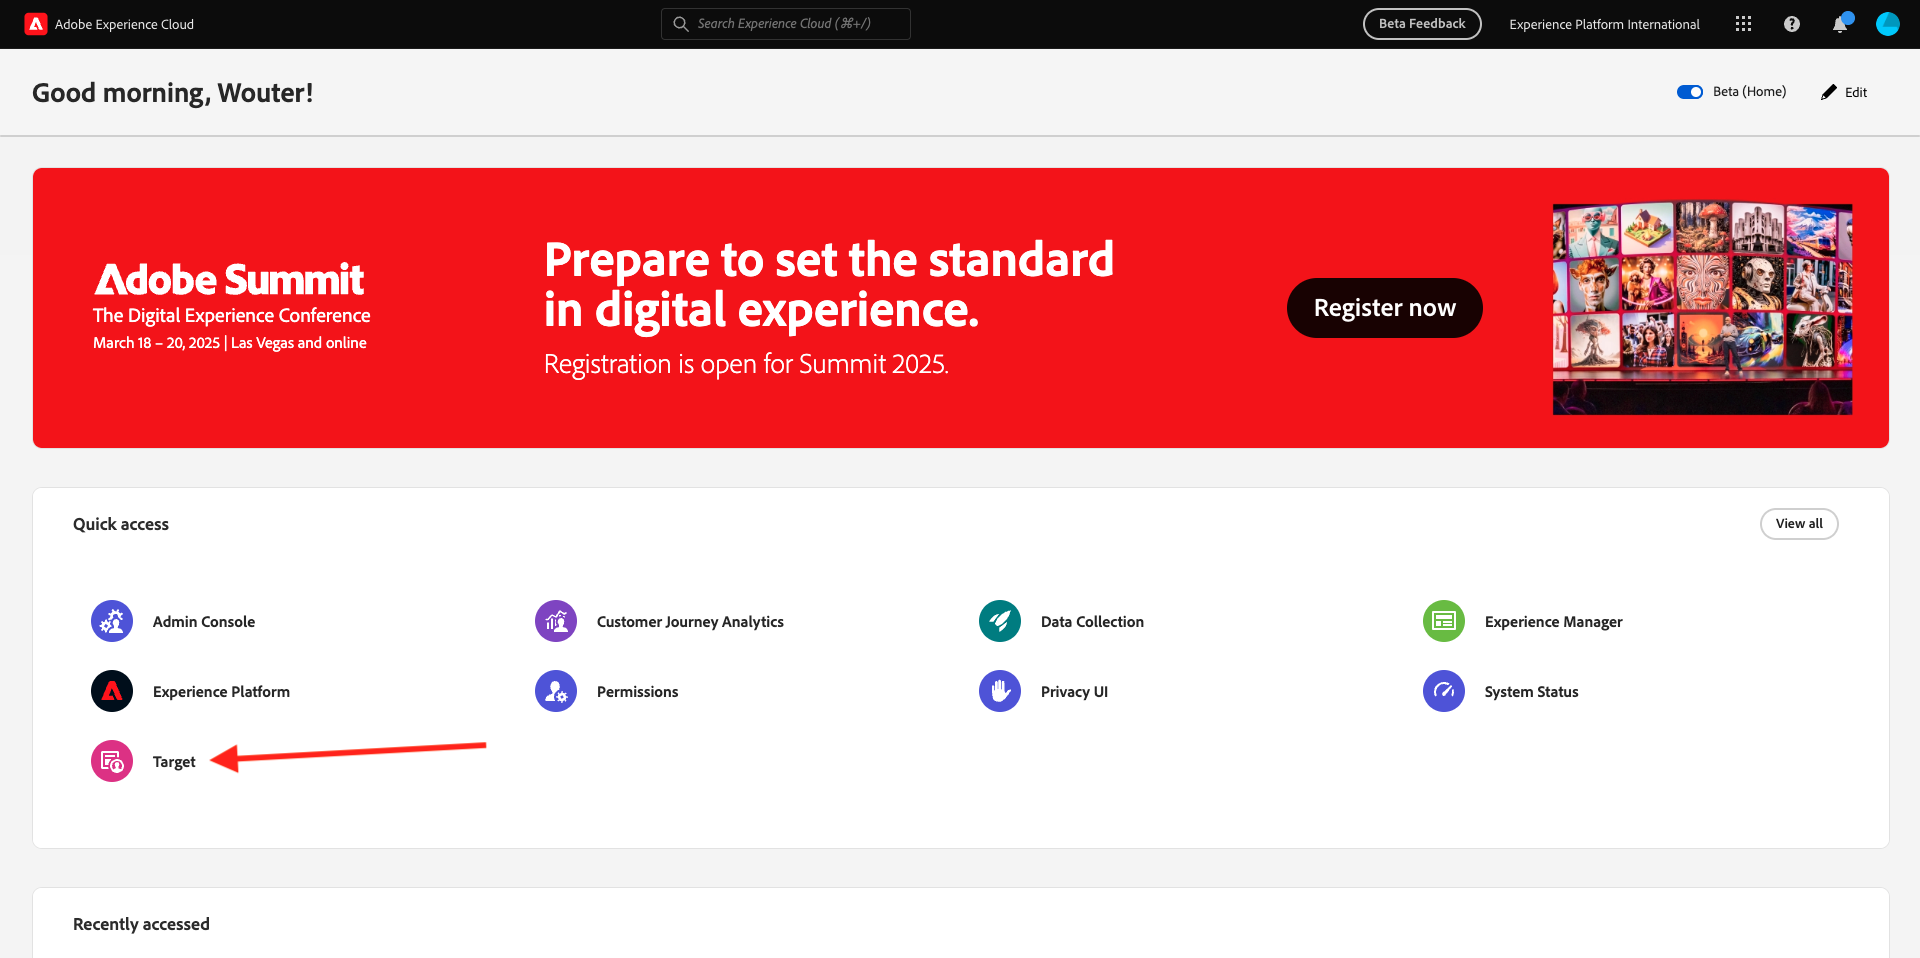 Adobe Experience Cloud
Search Experience Cloud (⌘+/)
Beta Feedback
Experience Platform International
Good morning, Wouter!
Beta (Home)
Edit
Adobe Summit
The Digital Experience Conference
March 18 – 20, 2025 | Las Vegas and online
Prepare to set the standard
in digital experience.
Registration is open for Summit 2025.
Register now
Quick access
View all
Admin Console
Customer Journey Analytics
Data Collection
Experience Manager
Experience Platform
Permissions
Privacy UI
System Status
Target
Recently accessed